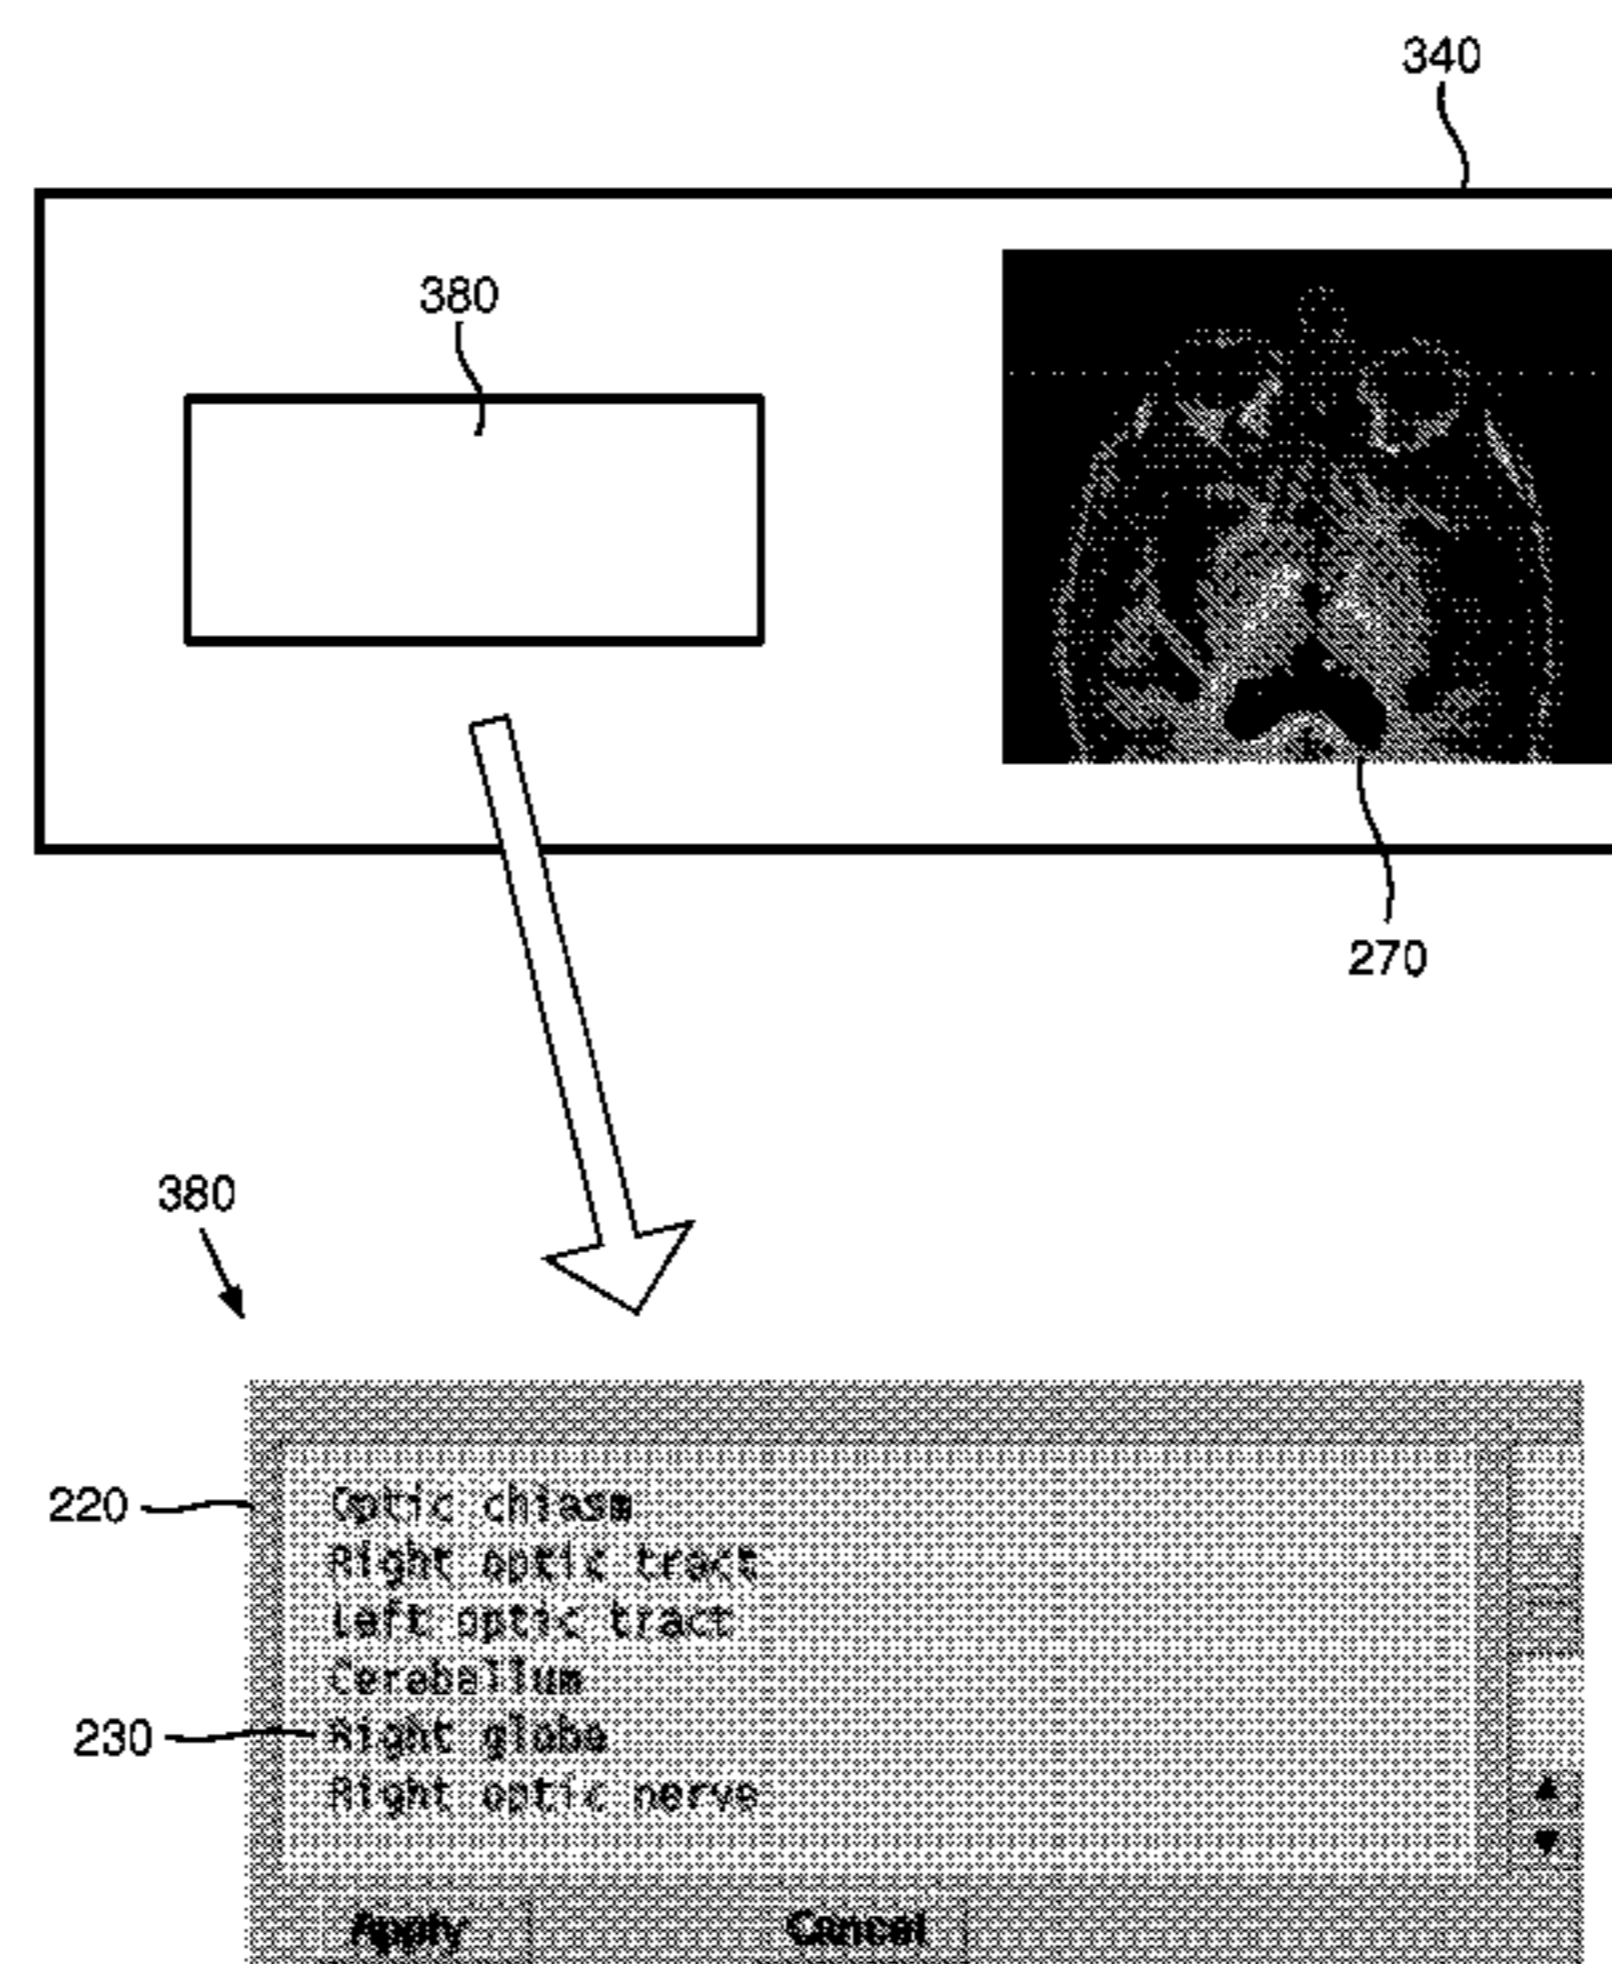 340
380
270
380
220
Optic chiasm
Right optic tract
Left optic tract
Cerebellum
230
Right globe
Right optic nerve
Apply Cancel